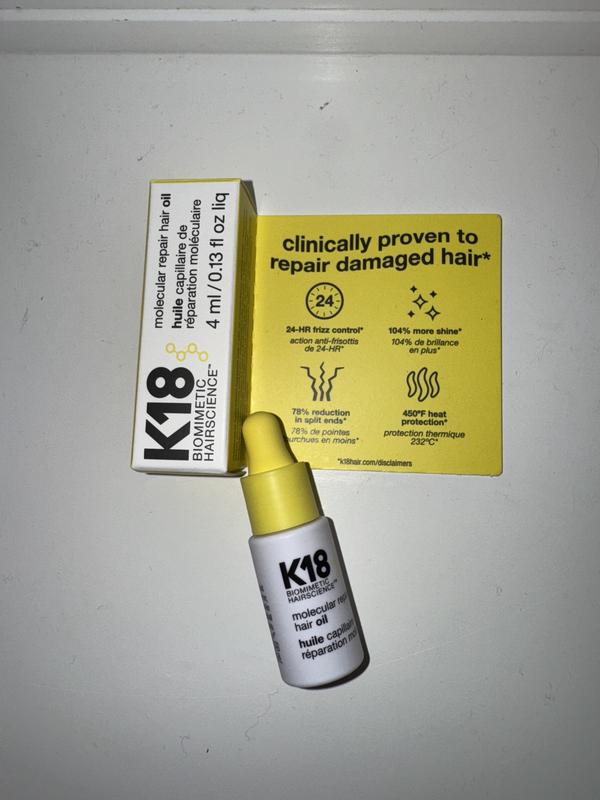 K18
BIOMIMETIC
HAIRSCIENCE™
molecular repair hair oil
huile capillaire de
réparation moléculaire
4 ml / 0.13 fl oz liq
clinically proven to
repair damaged hair*
24
24-HR frizz control*
action anti-frisottis
de 24-HR*
104% more shine*
104% de brillance
en plus*
78% reduction
in split ends*
78% de pointes
en moins*
450°F heat
protection*
protection thermique
232°C*
*k18hair.com/disclaimers
K18
BIOMIMETIC
HAIRSCIENCE™
molecular
hair oil
huile
réparation